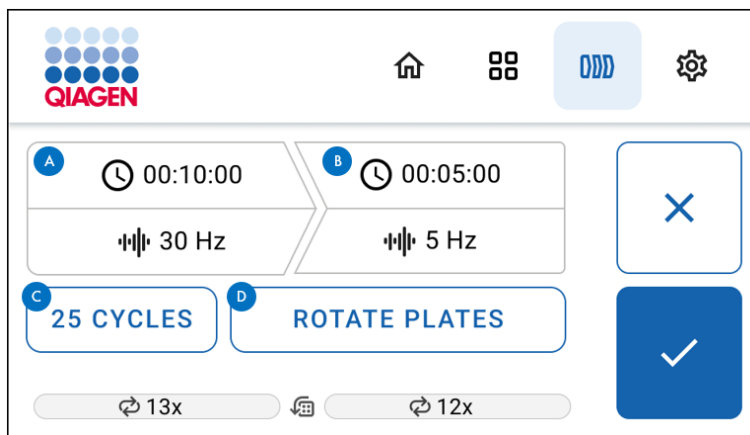 QIAGEN
A 00:10:00 B 00:05:00
30 Hz 5 Hz
C D
25 CYCLES ROTATE PLATES
13x 12x